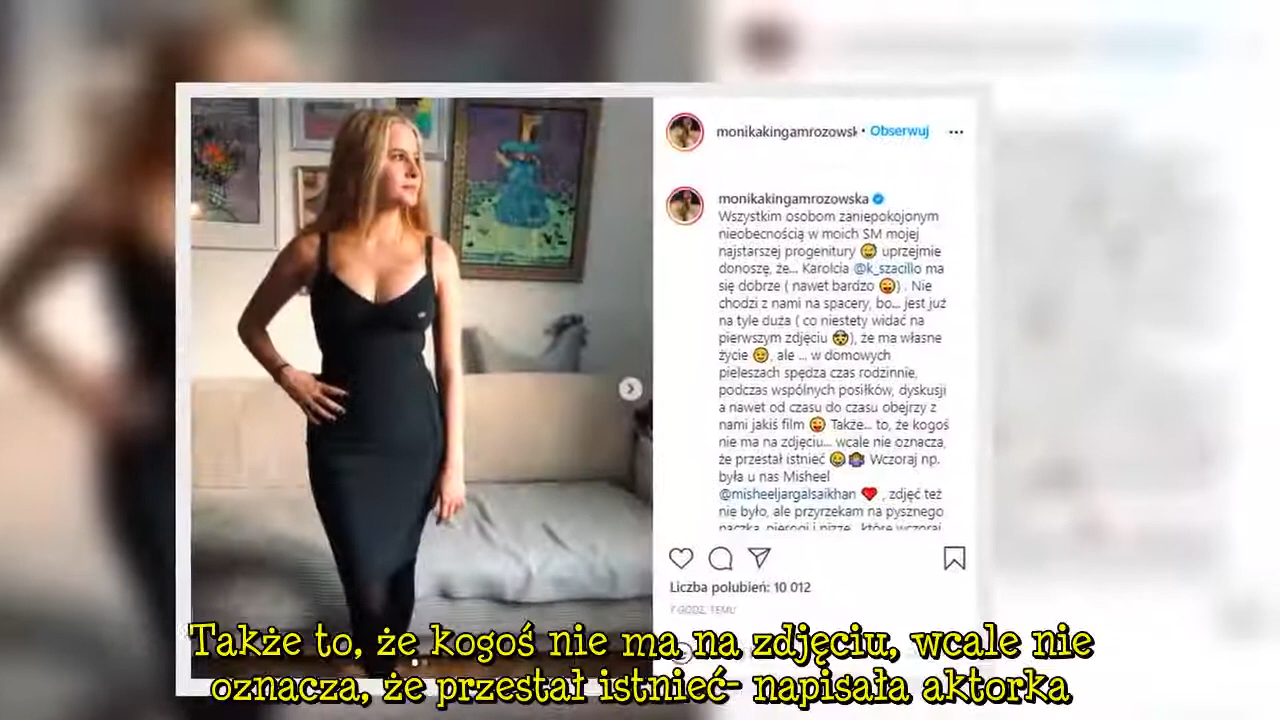 monikakingamrozowsk • Obserwuj ...
monikakingamrozowska
Wszystkim osobom zaniepokojonym
nieobecnością w moich SM mojej
najstarszej progenitury 😅 uprzejmie
donoszę, że... Karolcia @k_szacillo ma
się dobrze ( nawet bardzo 😜) . Nie
chodzi z nami na spacery, bo... jest już
na tyle duża ( co niestety widać na
pierwszym zdjęciu 🤯), że ma własne
życie 😉, ale ... w domowych
pieleszach spędza czas rodzinnie,
podczas wspólnych posiłków, dyskusji
a nawet od czasu do czasu obejrzy z
nami jakiś film 😜 Także... to, że kogoś
nie ma na zdjęciu... wcale nie oznacza,
że przestał istnieć 😂🤷‍♀️ Wczoraj np.
była u nas Misheel
@misheeljargalsaikhan ❤️ , zdjęć też
nie było, ale przyrzekam na pysznego
pączka, pierogi i pizzę , które wczoraj
Liczba polubień: 10 012
7 GODZ. TEMU
Także to, że kogoś nie ma na zdjęciu, wcale nie
oznacza, że przestał istnieć- napisała aktorka